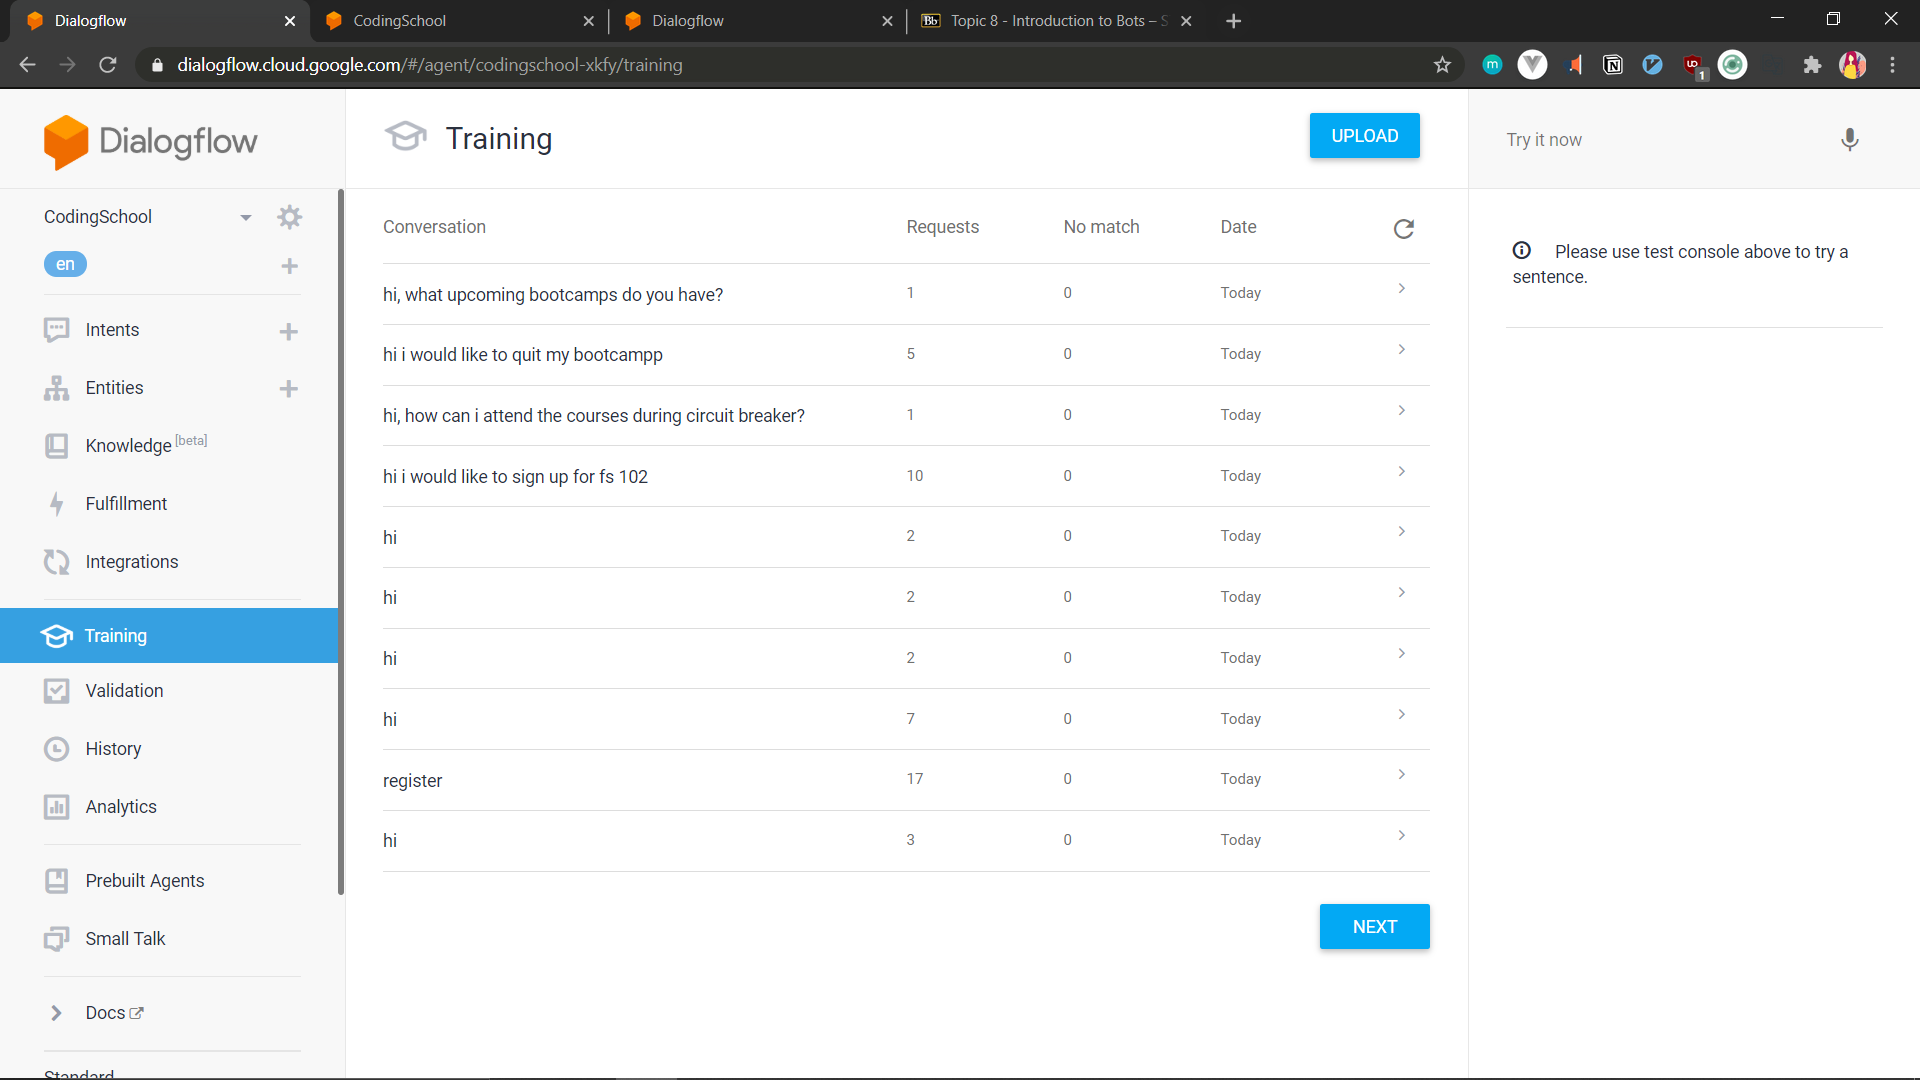 Dialogflow
CodingSchool
Dialogflow
Bb Topic 8 - Introduction to Bots – S
dialogflow.cloud.google.com/#/agent/codingschool-xkfy/training
m
N
1
Dialogflow
CodingSchool
en
Intents
Entities
Knowledge [beta]
Fulfillment
Integrations
Training
Validation
History
Analytics
Prebuilt Agents
Small Talk
Docs
Standard
Training
UPLOAD
Conversation Requests No match Date
hi, what upcoming bootcamps do you have? 1 0 Today
hi i would like to quit my bootcampp 5 0 Today
hi, how can i attend the courses during circuit breaker? 1 0 Today
hi i would like to sign up for fs 102 10 0 Today
hi 2 0 Today
hi 2 0 Today
hi 2 0 Today
hi 7 0 Today
register 17 0 Today
hi 3 0 Today
NEXT
Try it now
Please use test console above to try a
sentence.